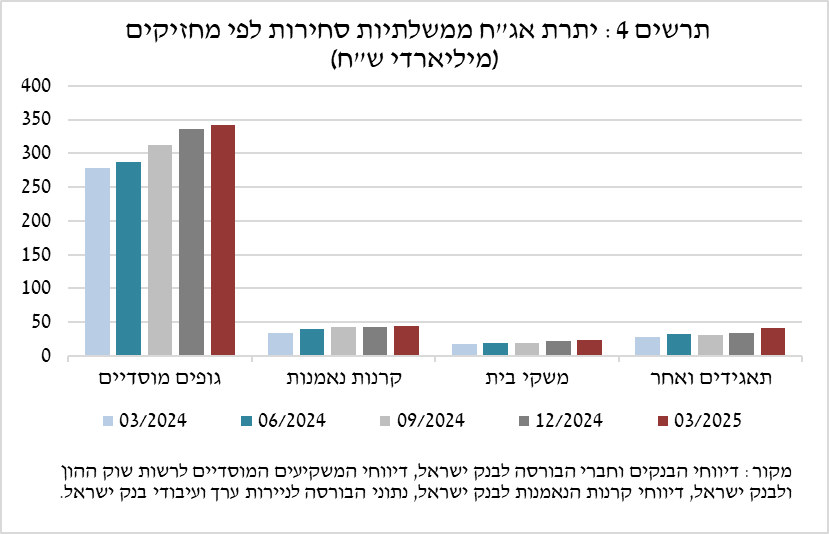 תרשים 4 : יתרת אג"ח ממשלתיות סחירות לפי מחזיקים
(מיליארדי ש"ח)
400
350
300
250
200
150
100
50
0
גופים מוסדיים
קרנות נאמנות
משקי בית
תאגידים ואחר
03/2024
06/2024
09/2024
12/2024
03/2025
מקור : דיווחי הבנקים וחברי הבורסה לבנק ישראל, דיווחי המשקיעים המוסדיים לרשות שוק ההון
ולבנק ישראל, דיווחי קרנות הנאמנות לבנק ישראל, נתוני הבורסה לניירות ערך ועיבודי בנק ישראל.